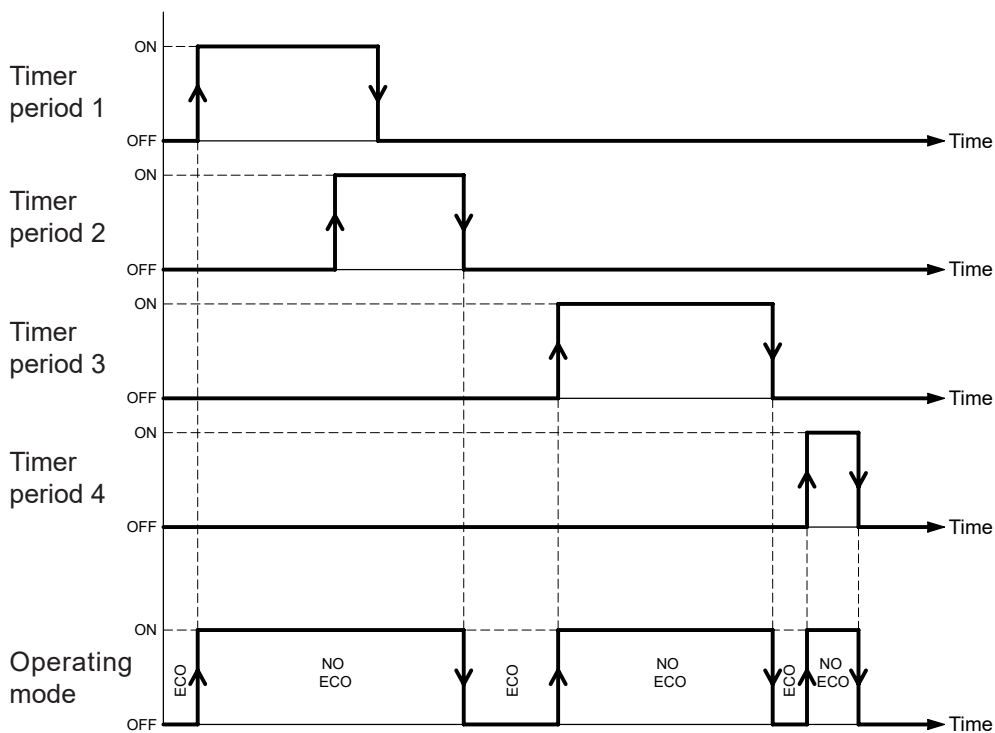 ON
Timer
period 1
OFF
Time
ON
Timer
period 2
OFF
Time
ON
Timer
period 3
OFF
Time
ON
Timer
period 4
OFF
Time
ON
Operating
mode
ECO
NO
ECO
ECO
NO
ECO
ECO
NO
ECO
OFF
Time